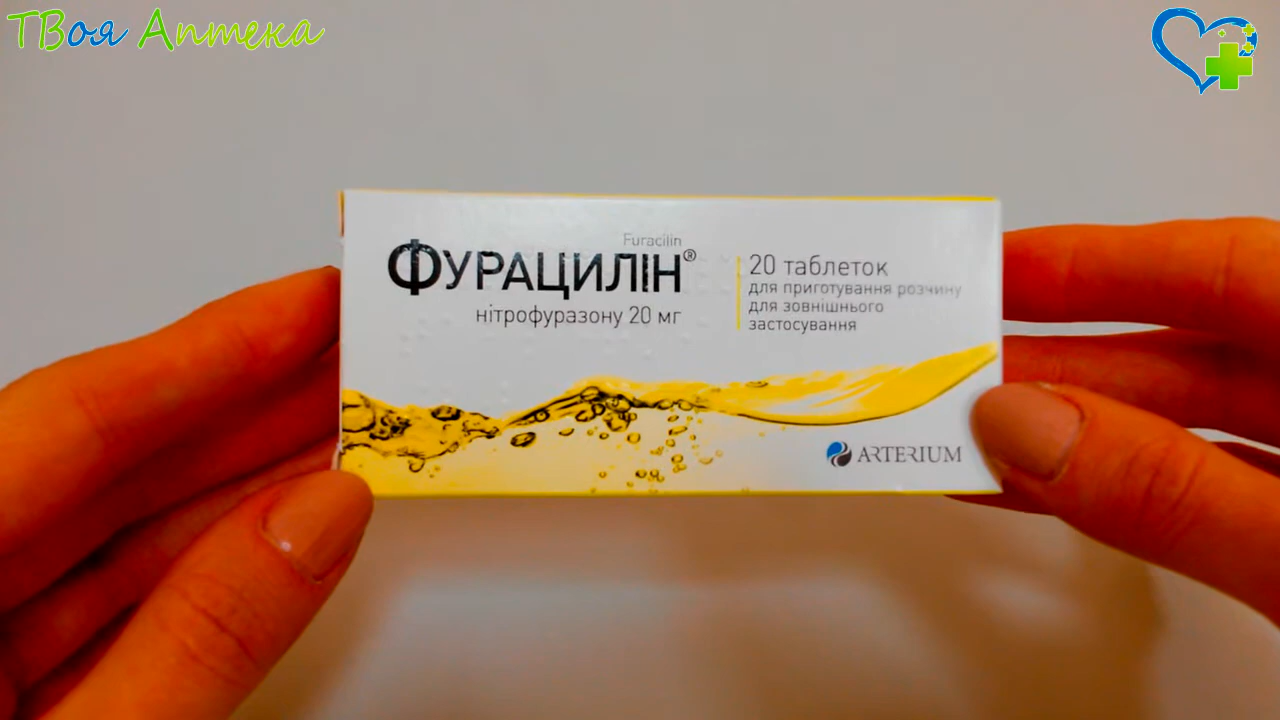 ТВоя Аптека
Furacilin
ФУРАЦИЛІН®
нітрофуразону 20 мг
20 таблеток
для приготування розчину
для зовнішнього
застосування
ARTERIUM